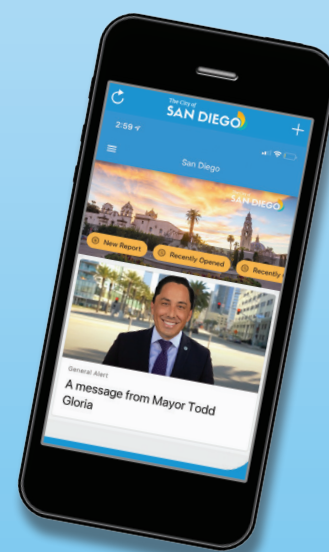 The City of
SAN DIEGO
2:59
San Diego
SAN DIEGO
New Report
Recently Opened
Recently
General Alert
A message from Mayor Todd
Gloria